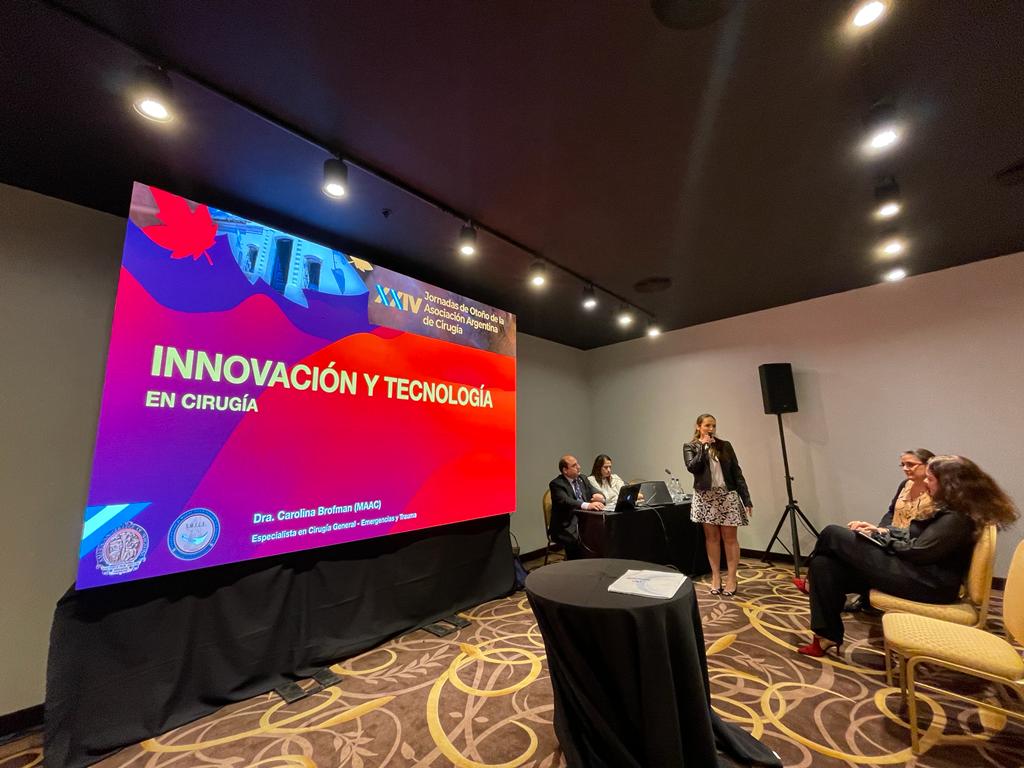 XXIV
Jornadas de Otoño de la
Asociación Argentina
de Cirugía
INNOVACIÓN Y TECNOLOGÍA
EN CIRUGÍA
Dra. Carolina Brofman (MAAC)
Especialista en Cirugía General - Emergencias y Trauma